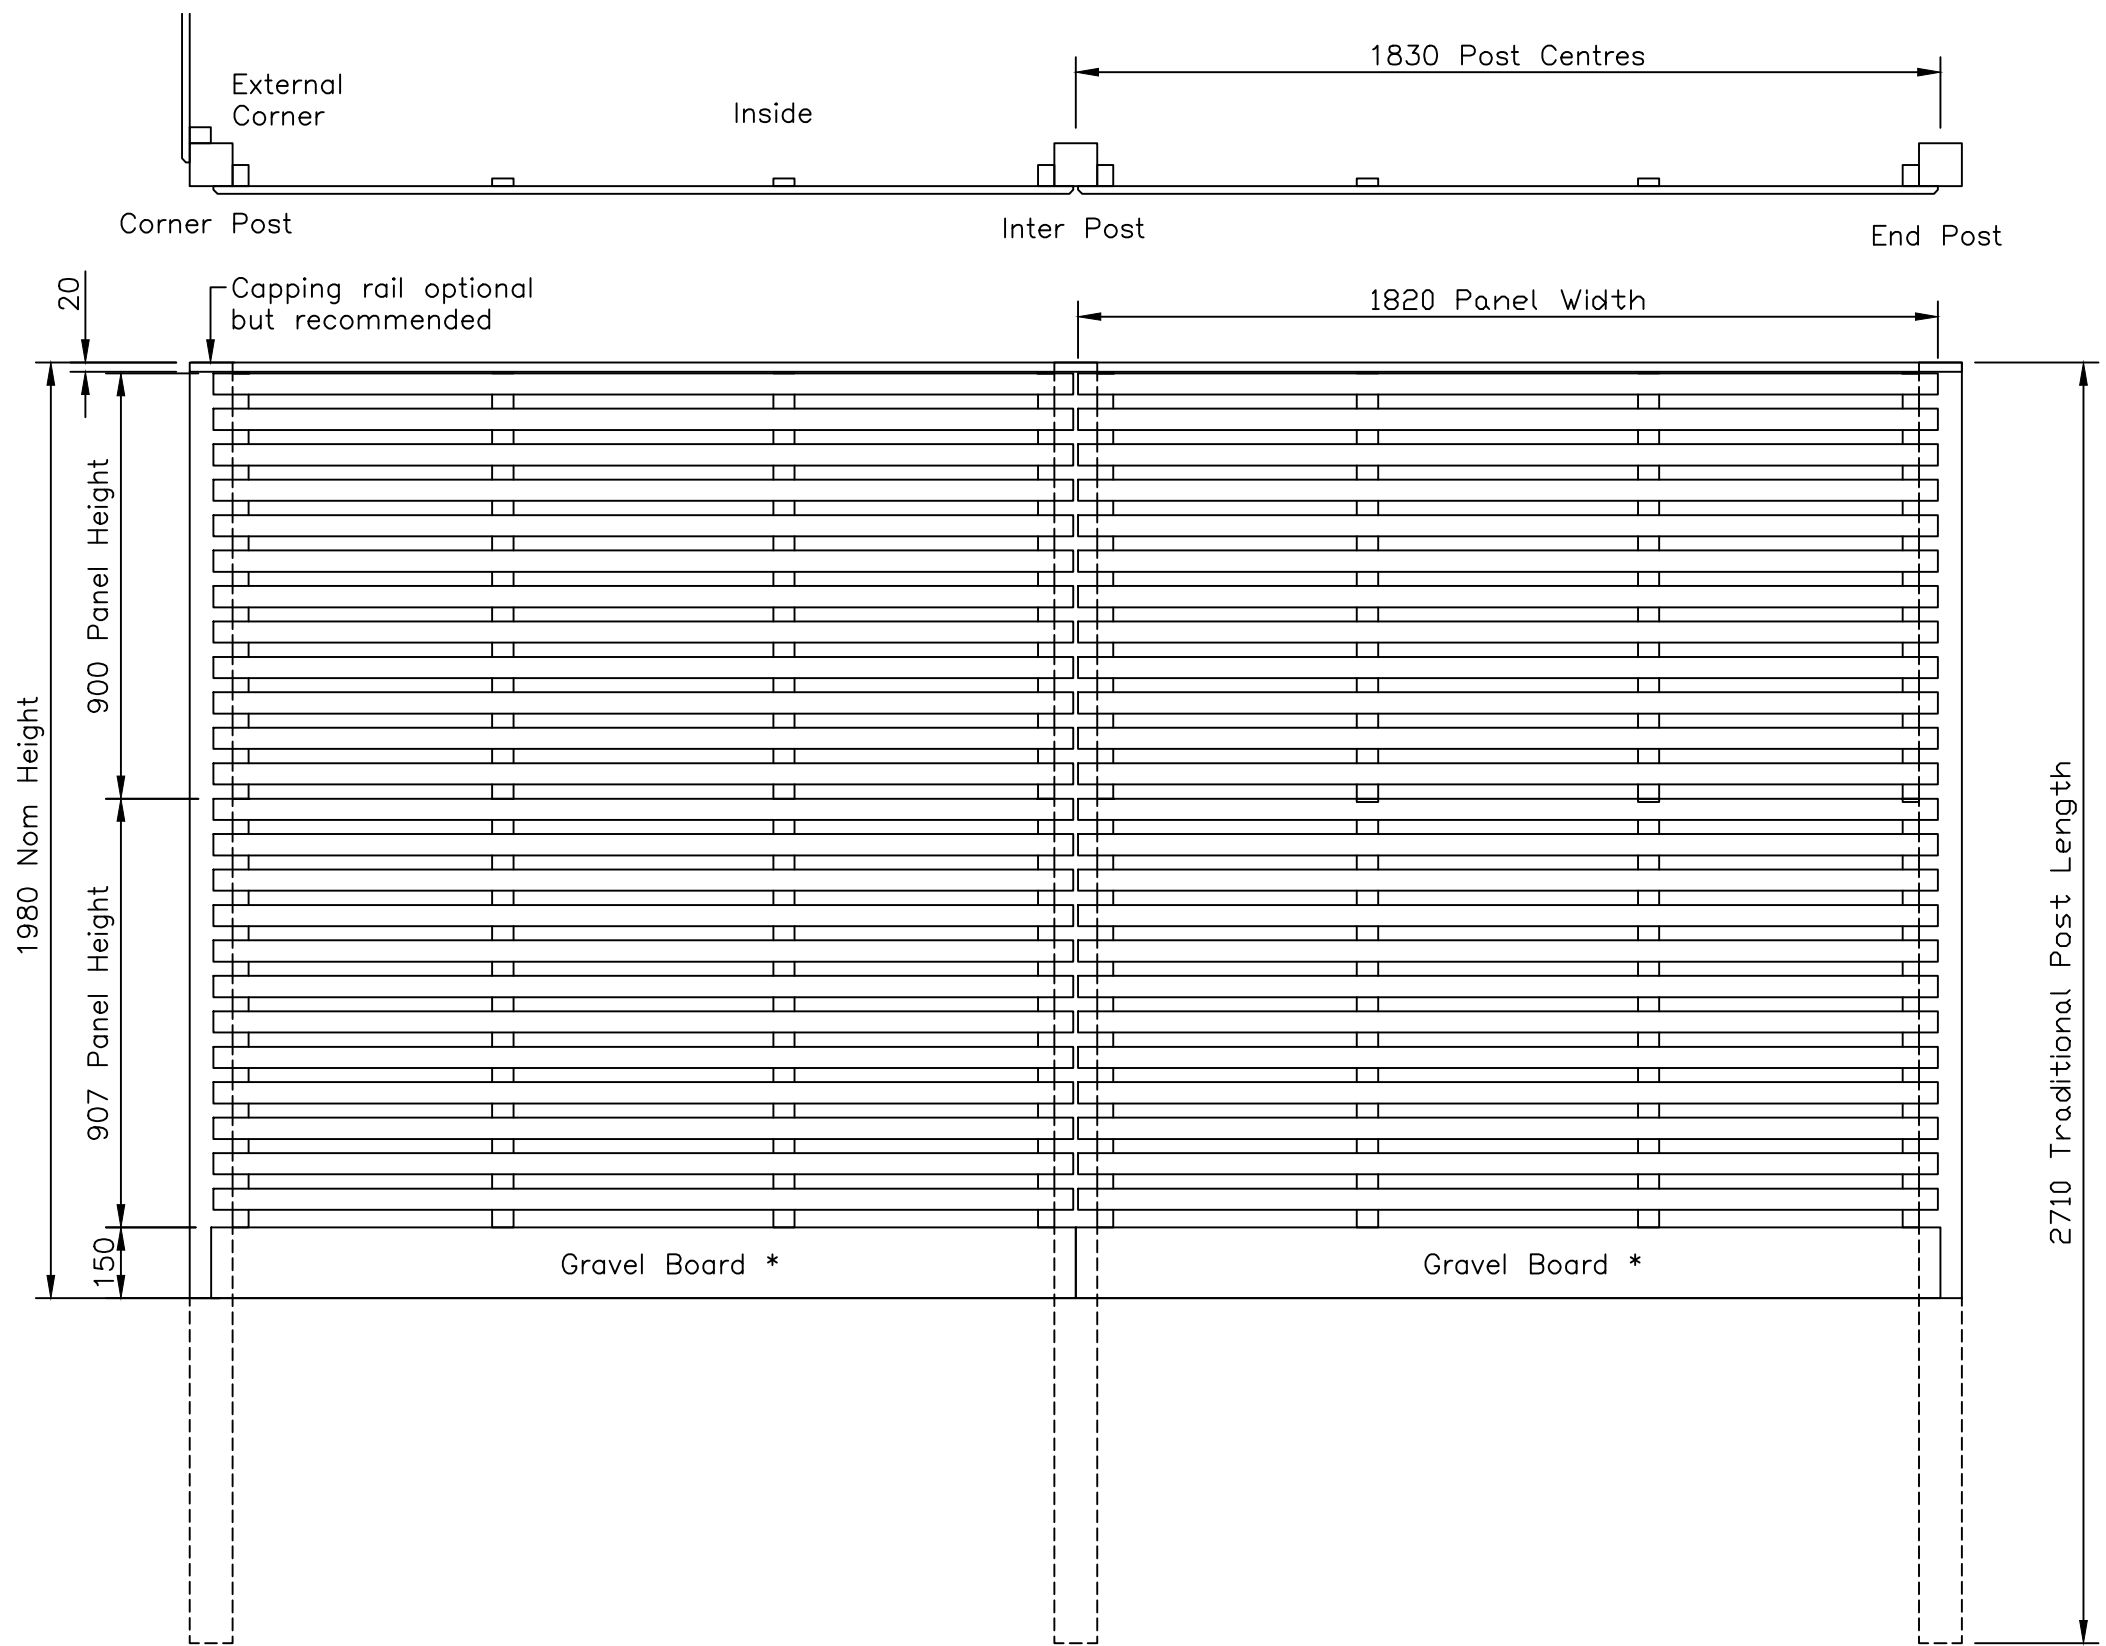 1830 Post Centres
External
Corner
Inside
Corner Post
Inter Post
End Post
20
Capping rail optional
but recommended
1820 Panel Width
900 Panel Height
1980 Nom Height
907 Panel Height
2710 Traditional Post Length
150
Gravel Board *
Gravel Board *